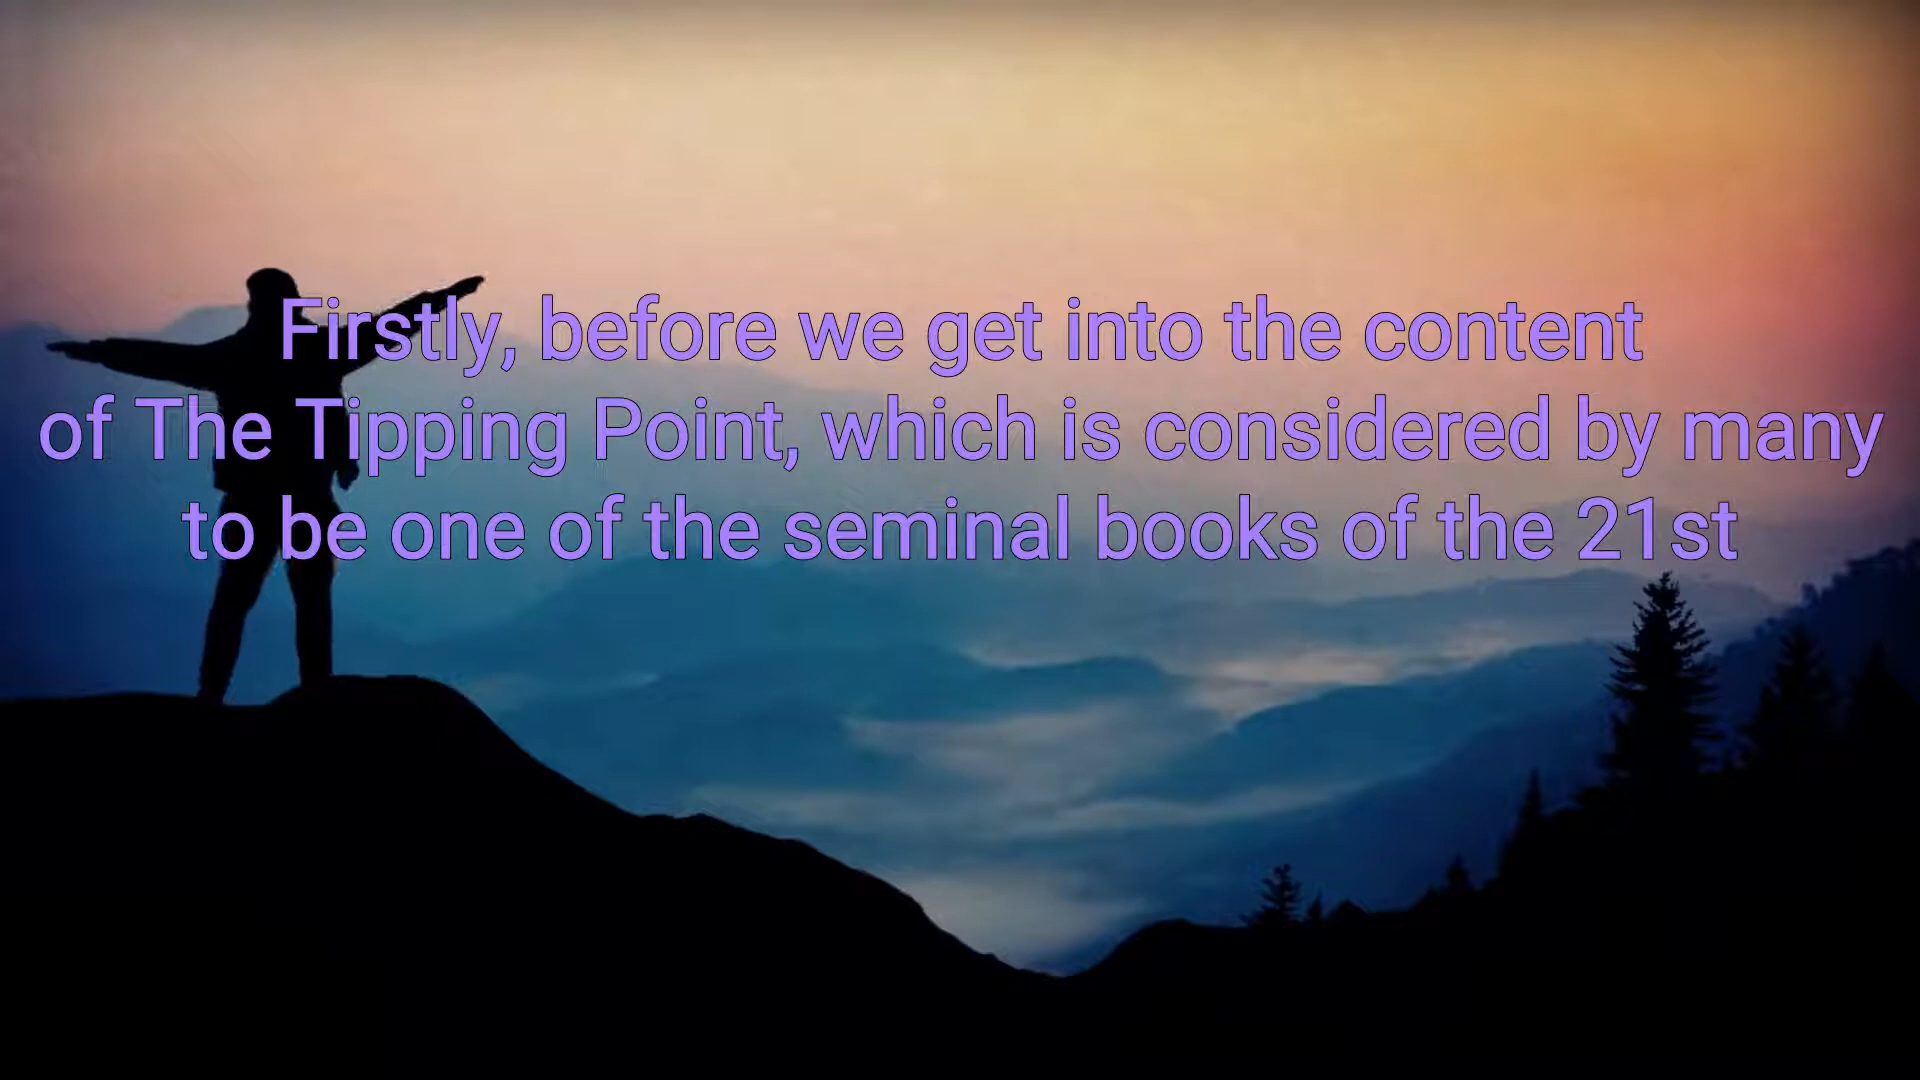 Firstly, before we get into the content
of The Tipping Point, which is considered by many
to be one of the seminal books of the 21st